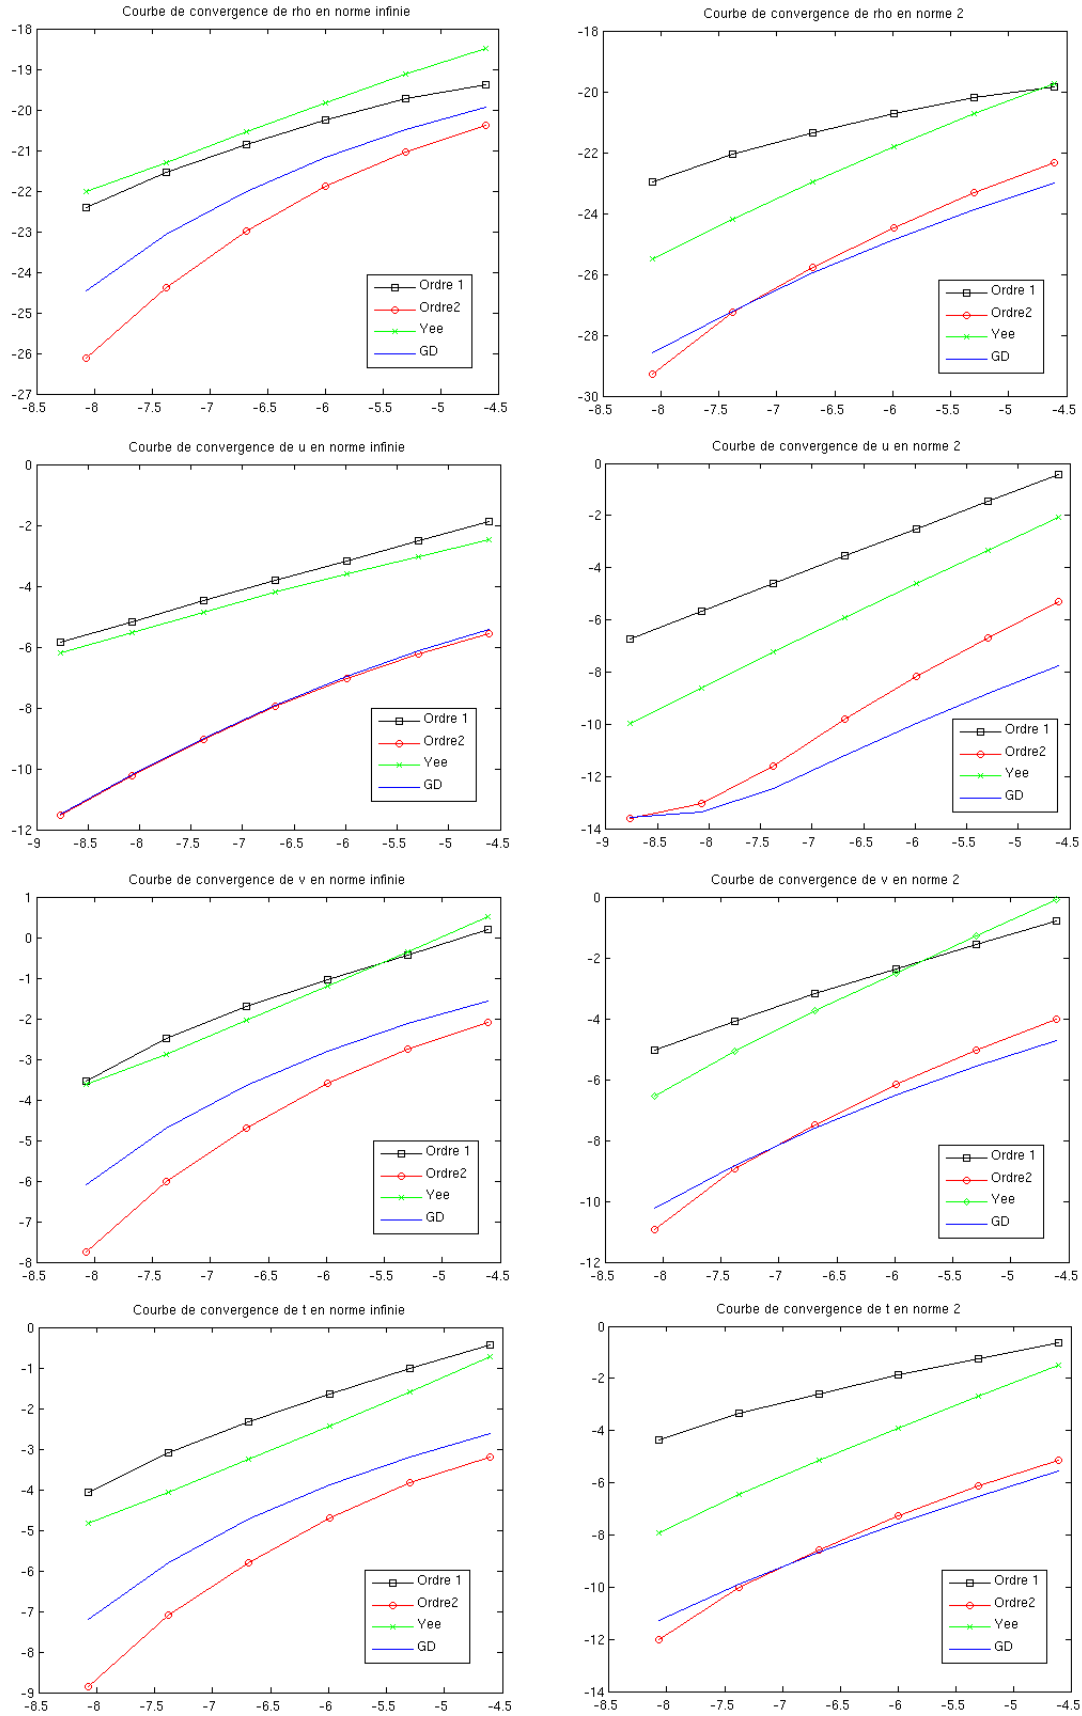 Courbe de convergence de rho en norme infinie
-18
-19
-20
-21
-22
-23
-24
-25
-26
-27
Ordre 1
Ordre2
Yee
GD
-8.5 -8 -7.5 -7 -6.5 -6 -5.5 -5 -4.5
Courbe de convergence de rho en norme 2
-18
-20
-22
-24
-26
-28
-30
Ordre 1
Ordre2
Yee
GD
-8.5 -8 -7.5 -7 -6.5 -6 -5.5 -5 -4.5
Courbe de convergence de u en norme infinie
0
-2
-4
-6
-8
-10
-12
Ordre 1
Ordre2
Yee
GD
-9 -8.5 -8 -7.5 -7 -6.5 -6 -5.5 -5 -4.5
Courbe de convergence de u en norme 2
0
-2
-4
-6
-8
-10
-12
-14
Ordre 1
Ordre2
Yee
GD
-9 -8.5 -8 -7.5 -7 -6.5 -6 -5.5 -5 -4.5
Courbe de convergence de v en norme infinie
1
0
-1
-2
-3
-4
-5
-6
-7
-8
Ordre 1
Ordre2
Yee
GD
-8.5 -8 -7.5 -7 -6.5 -6 -5.5 -5 -4.5
Courbe de convergence de v en norme 2
0
-2
-4
-6
-8
-10
-12
Ordre 1
Ordre2
Yee
GD
-8.5 -8 -7.5 -7 -6.5 -6 -5.5 -5 -4.5
Courbe de convergence de t en norme infinie
0
-1
-2
-3
-4
-5
-6
-7
-8
-9
Ordre 1
Ordre2
Yee
GD
-8.5 -8 -7.5 -7 -6.5 -6 -5.5 -5 -4.5
Courbe de convergence de t en norme 2
0
-2
-4
-6
-8
-10
-12
-14
Ordre 1
Ordre2
Yee
GD
-8.5 -8 -7.5 -7 -6.5 -6 -5.5 -5 -4.5